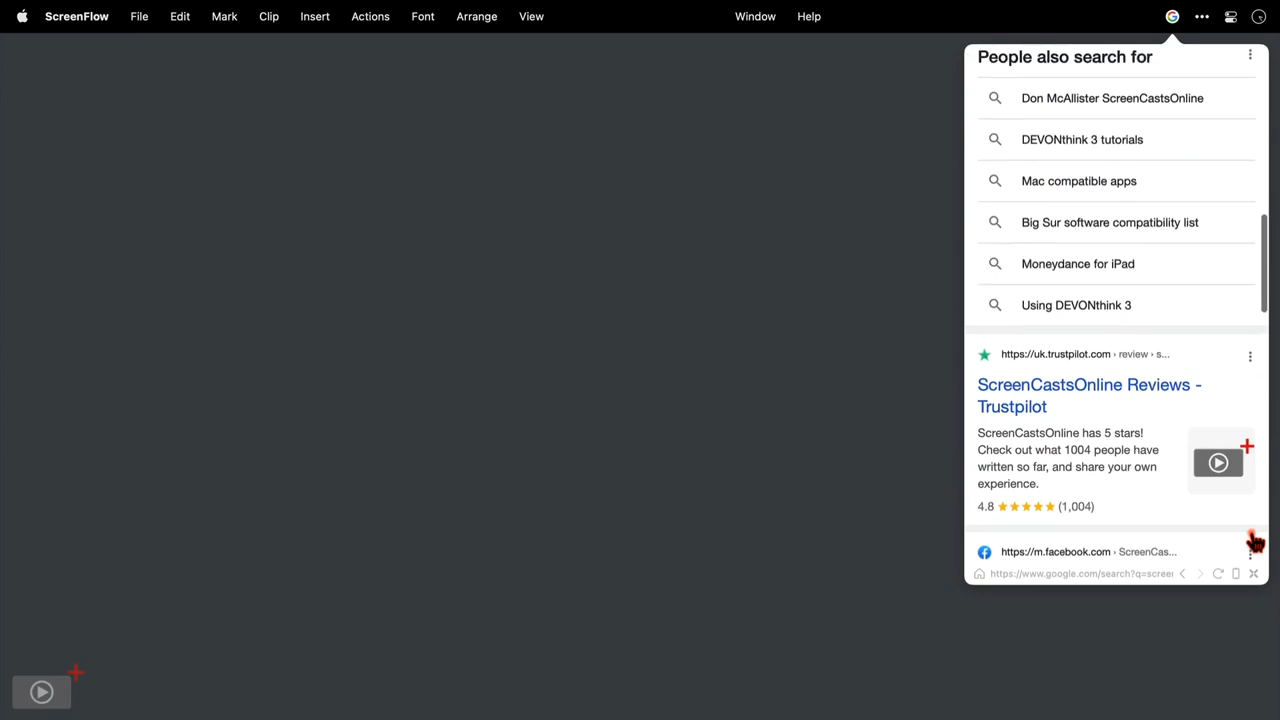 ScreenFlow File Edit Mark Clip Insert Actions Font Arrange View Window Help
People also search for
Don McAllister ScreenCastsOnline
DEVONthink 3 tutorials
Mac compatible apps
Big Sur software compatibility list
Moneydance for iPad
Using DEVONthink 3
https://uk.trustpilot.com › review › s...
ScreenCastsOnline Reviews -
Trustpilot
ScreenCastsOnline has 5 stars!
Check out what 1004 people have
written so far, and share your own
experience.
4.8 ★★★★★ (1,004)
https://m.facebook.com › ScreenCas...
https://www.google.com/search?q=screen